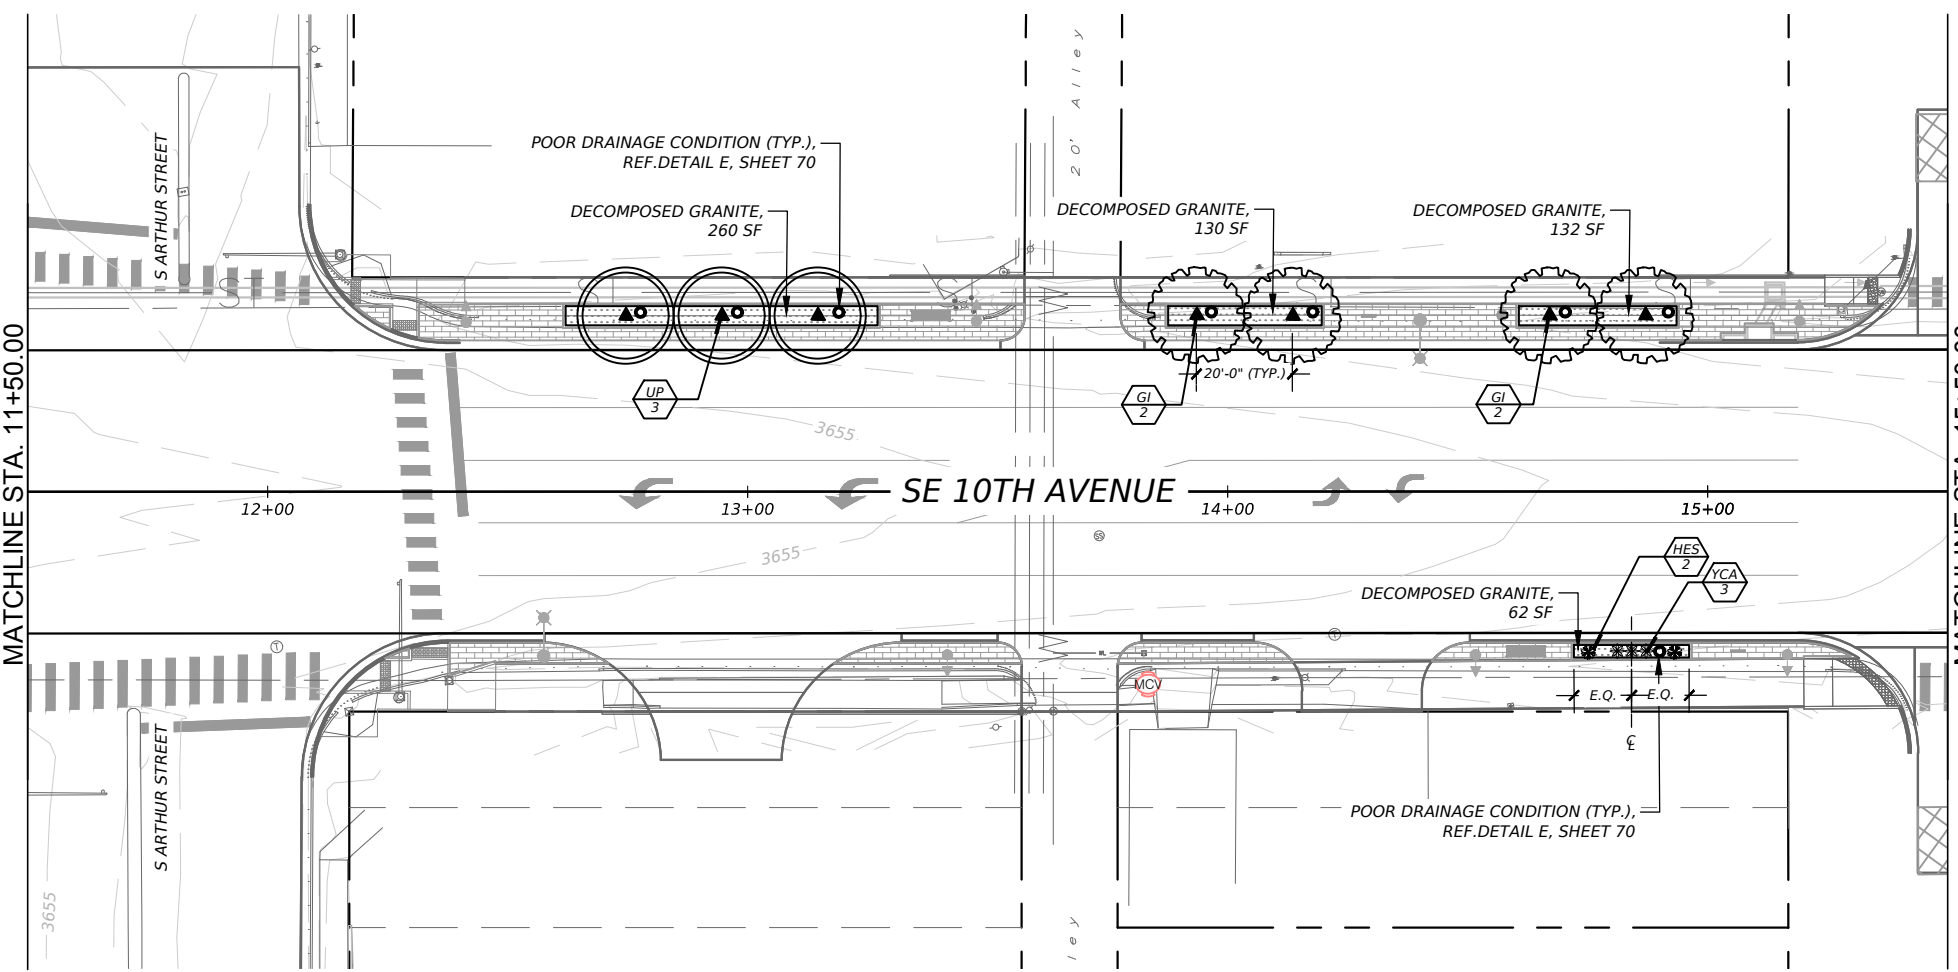 20' Alley
S ARTHUR STREET
POOR DRAINAGE CONDITION (TYP.),
REF.DETAIL E, SHEET 70
DECOMPOSED GRANITE,
260 SF
DECOMPOSED GRANITE,
130 SF
DECOMPOSED GRANITE,
132 SF
ST
MATCHLINE STA. 11+50.00
UP
3
GI
2
20'-0" (TYP.)
GI
2
3655
SE 10TH AVENUE
12+00
13+00
14+00
15+00
SS
3655
HES
2
YCA
3
DECOMPOSED GRANITE,
62 SF
T
T
MCV
E.Q.
E.Q.
℄
S ARTHUR STREET
POOR DRAINAGE CONDITION (TYP.),
REF.DETAIL E, SHEET 70
3655
ley